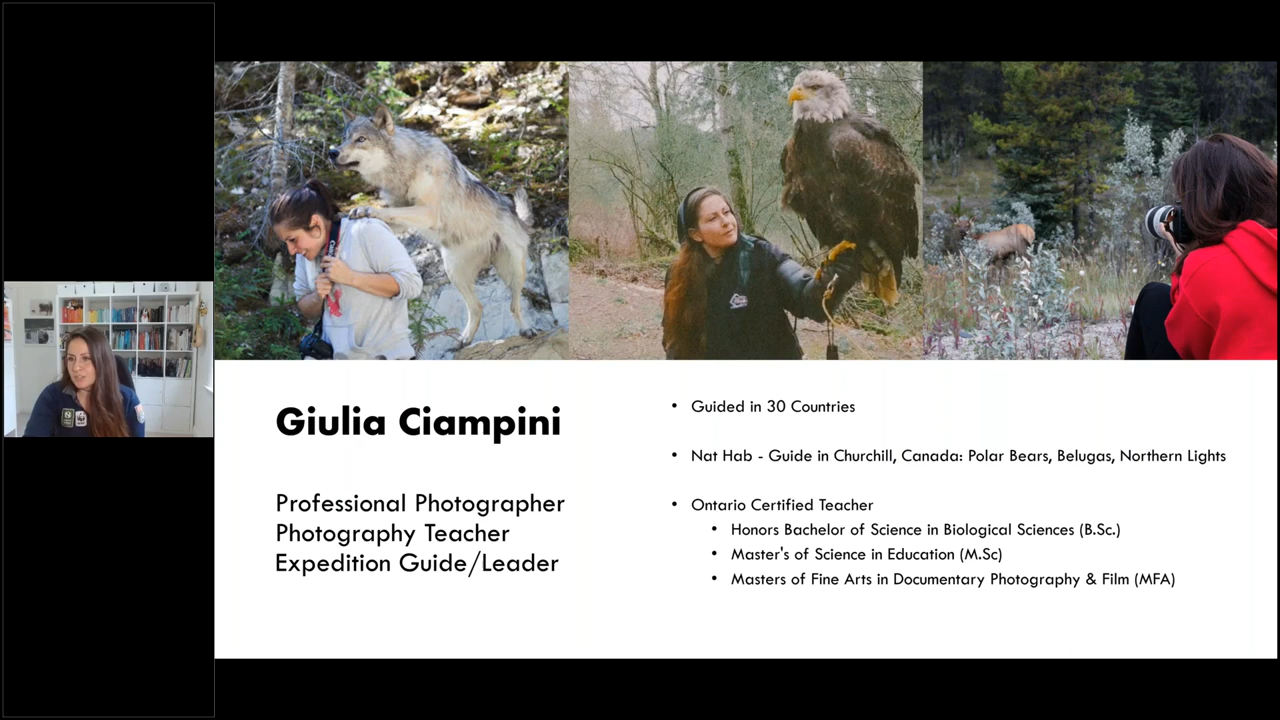 Giulia Ciampini
Professional Photographer
Photography Teacher
Expedition Guide/Leader
• Guided in 30 Countries
• Nat Hab - Guide in Churchill, Canada: Polar Bears, Belugas, Northern Lights
• Ontario Certified Teacher
• Honors Bachelor of Science in Biological Sciences (B.Sc.)
• Master's of Science in Education (M.Sc)
• Masters of Fine Arts in Documentary Photography & Film (MFA)